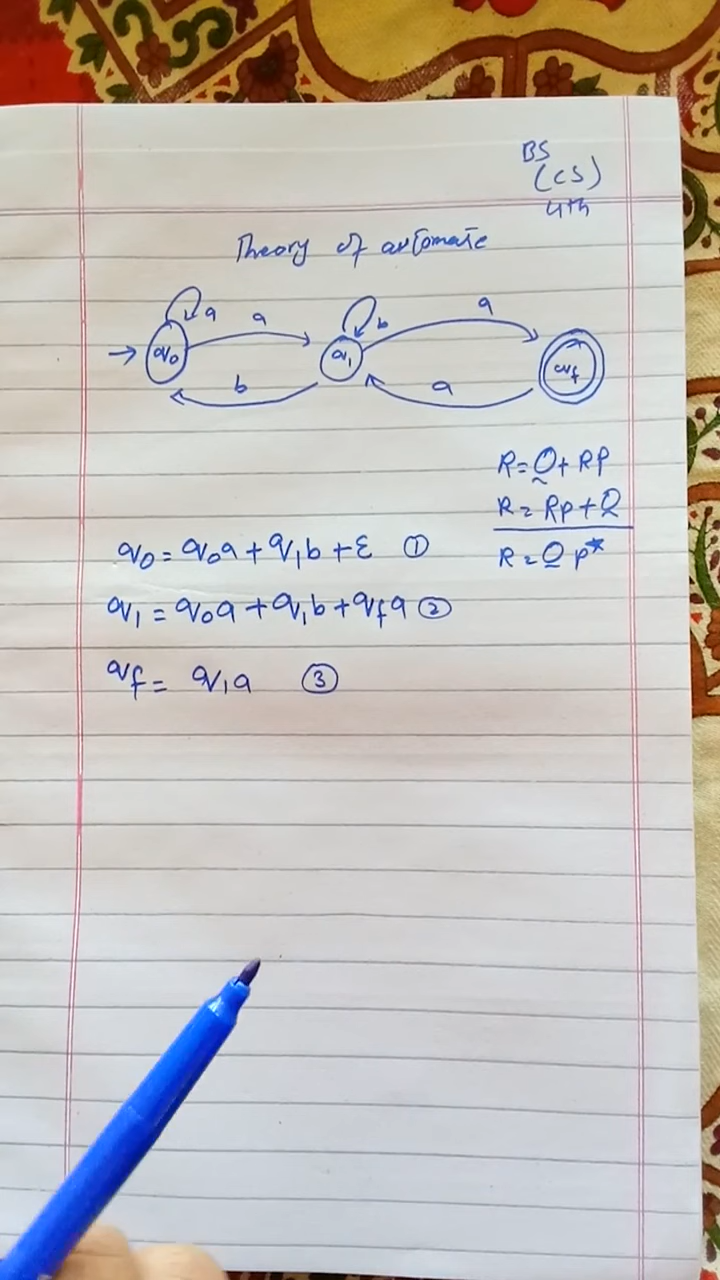 BS
(CS)
4th
Theory of automate
a a b a
→ q0 q1 qf
b a
R = Q + RP
R = RP + Q
R = QP*
q0 = q0a + q1b + ε ①
q1 = q0a + q1b + qfa ②
qf = q1a ③